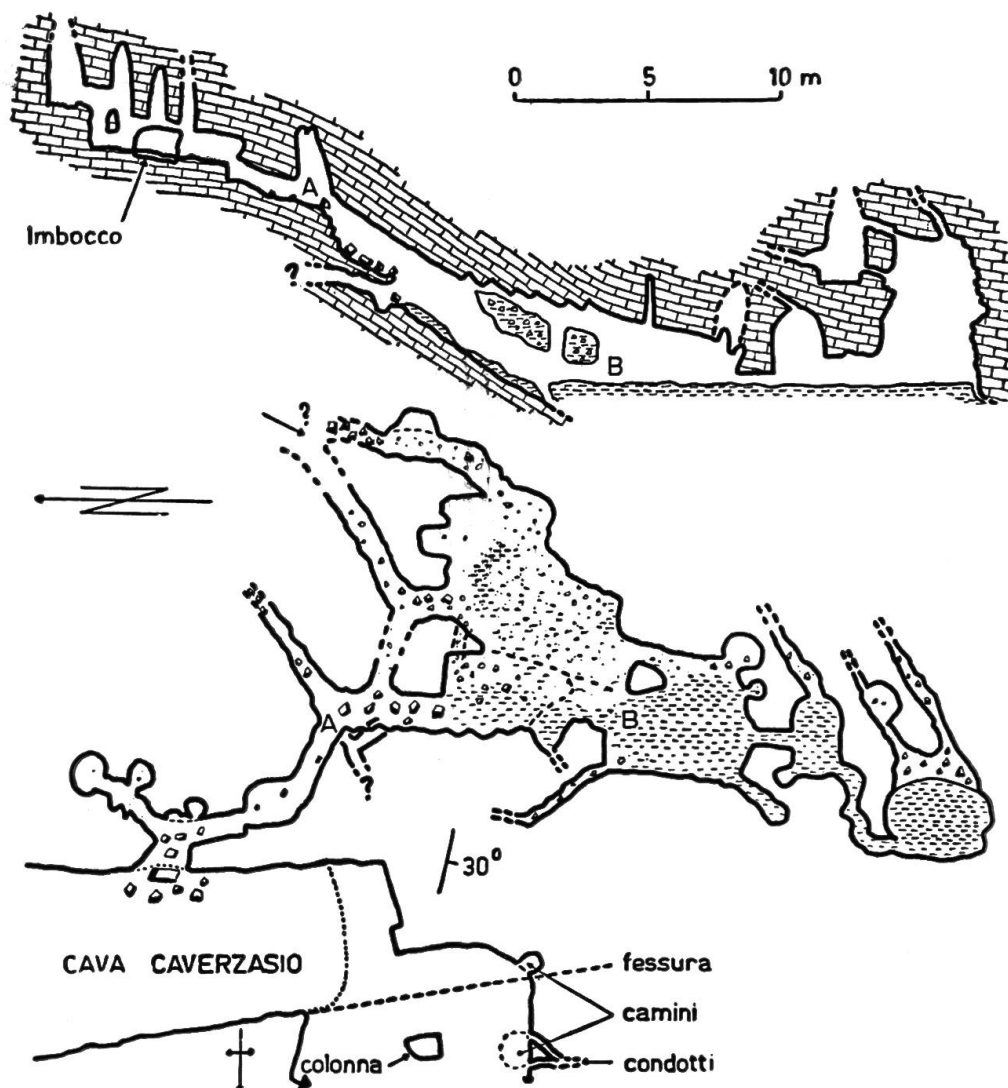 0 5 10 m
A
Imbocco
?
B
?
A
B
?
30°
CAVA CAVERZASIO
fessura
camini
colonna
condotti